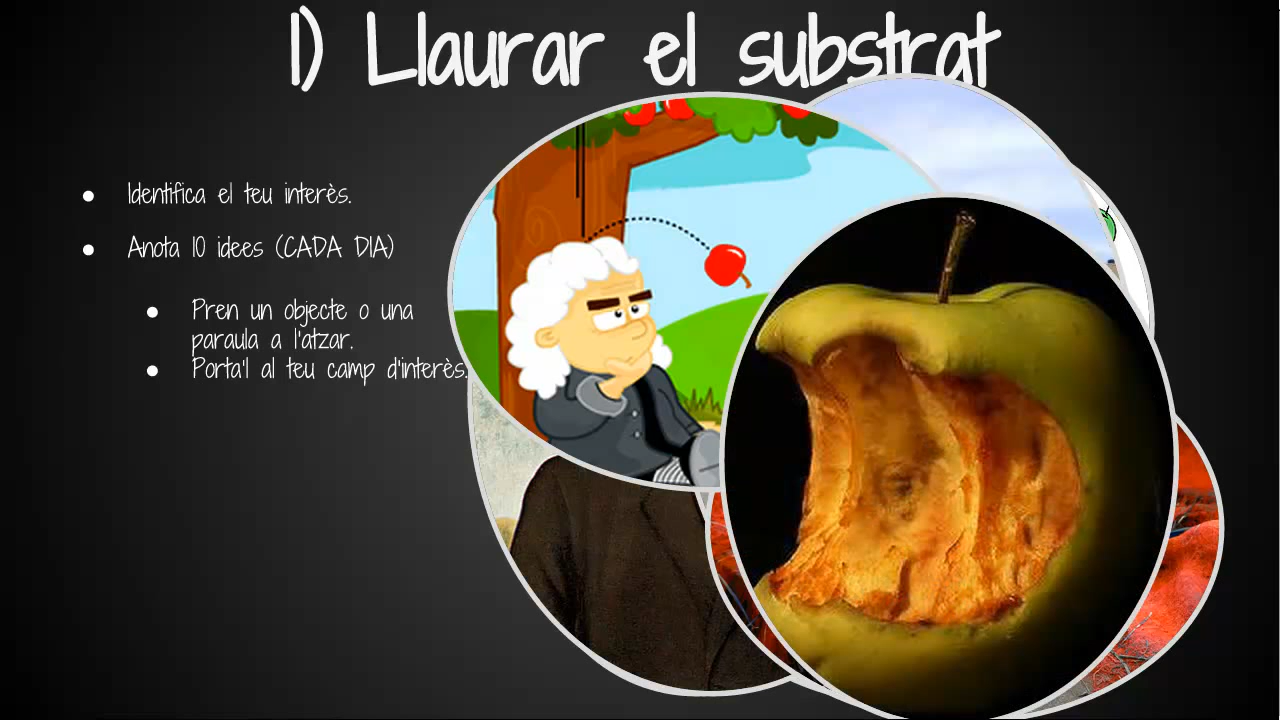 1) Llaurar el substrat
● Identifica el teu interès.
● Anota 10 idees (CADA DIA)
● Pren un objecte o una
paraula a l'atzar.
● Porta'l al teu camp d'interès.